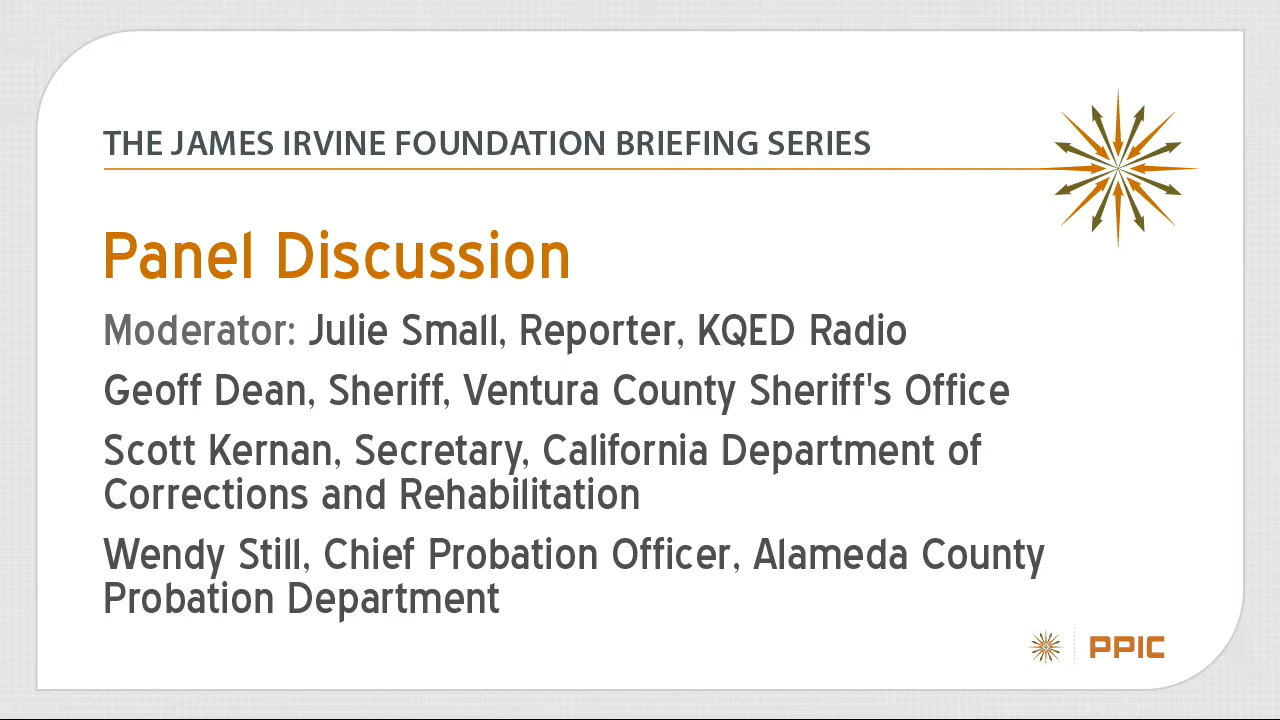 THE JAMES IRVINE FOUNDATION BRIEFING SERIES
Panel Discussion
Moderator: Julie Small, Reporter, KQED Radio
Geoff Dean, Sheriff, Ventura County Sheriff's Office
Scott Kernan, Secretary, California Department of
Corrections and Rehabilitation
Wendy Still, Chief Probation Officer, Alameda County
Probation Department
PPIC